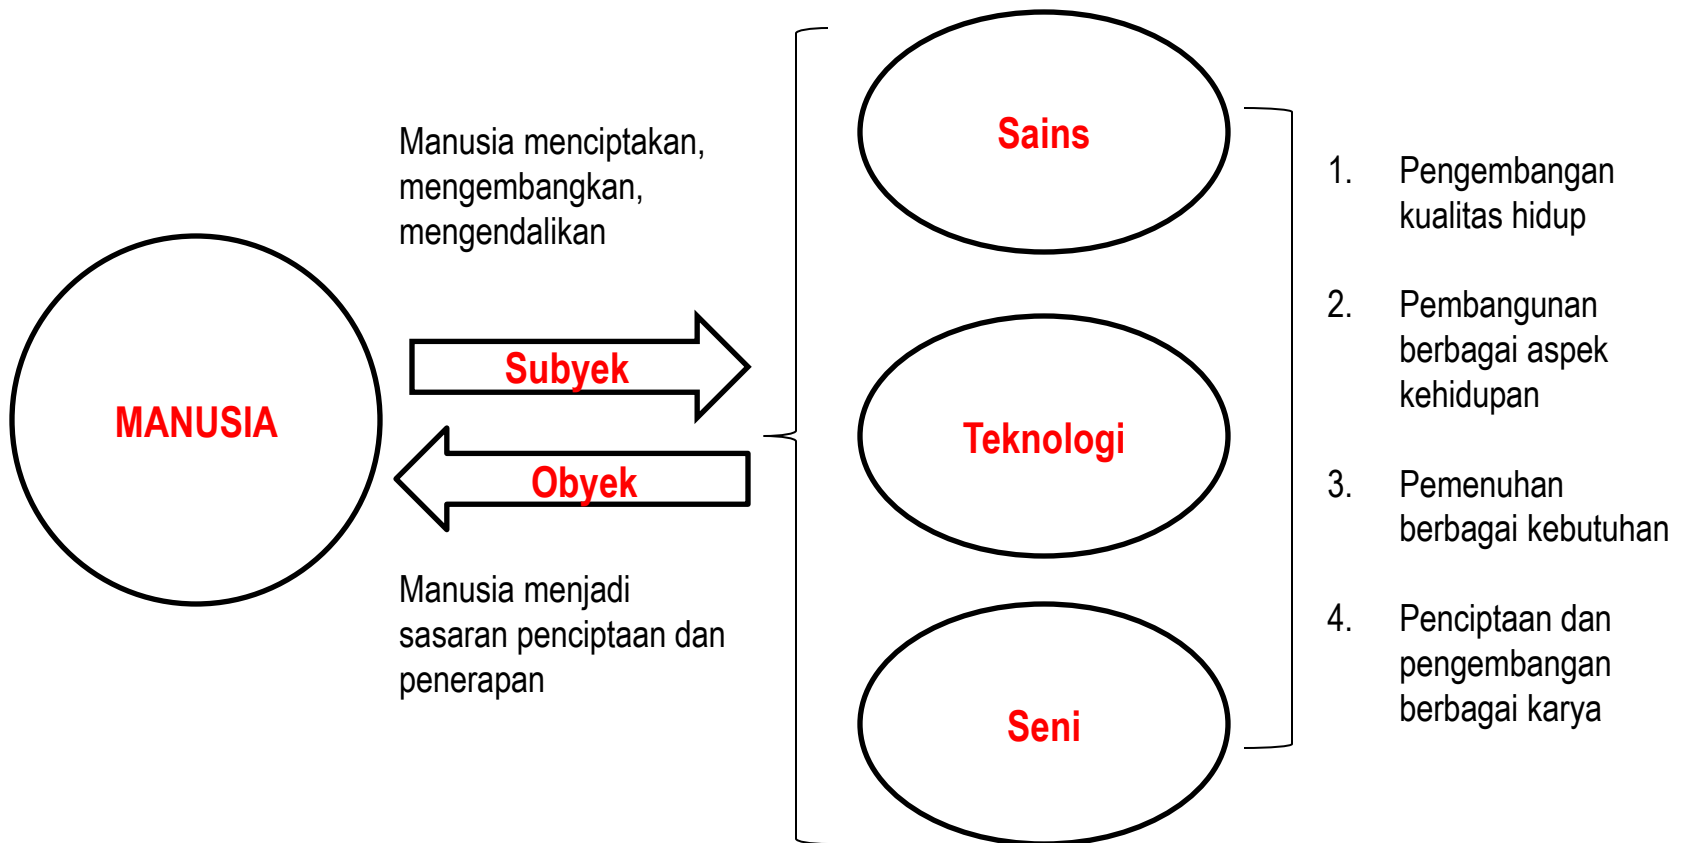 MANUSIA
Manusia menciptakan,
mengembangkan,
mengendalikan
Subyek
Obyek
Manusia menjadi
sasaran penciptaan dan
penerapan
Sains
Teknologi
Seni
1. Pengembangan
kualitas hidup
2. Pembangunan
berbagai aspek
kehidupan
3. Pemenuhan
berbagai kebutuhan
4. Penciptaan dan
pengembangan
berbagai karya